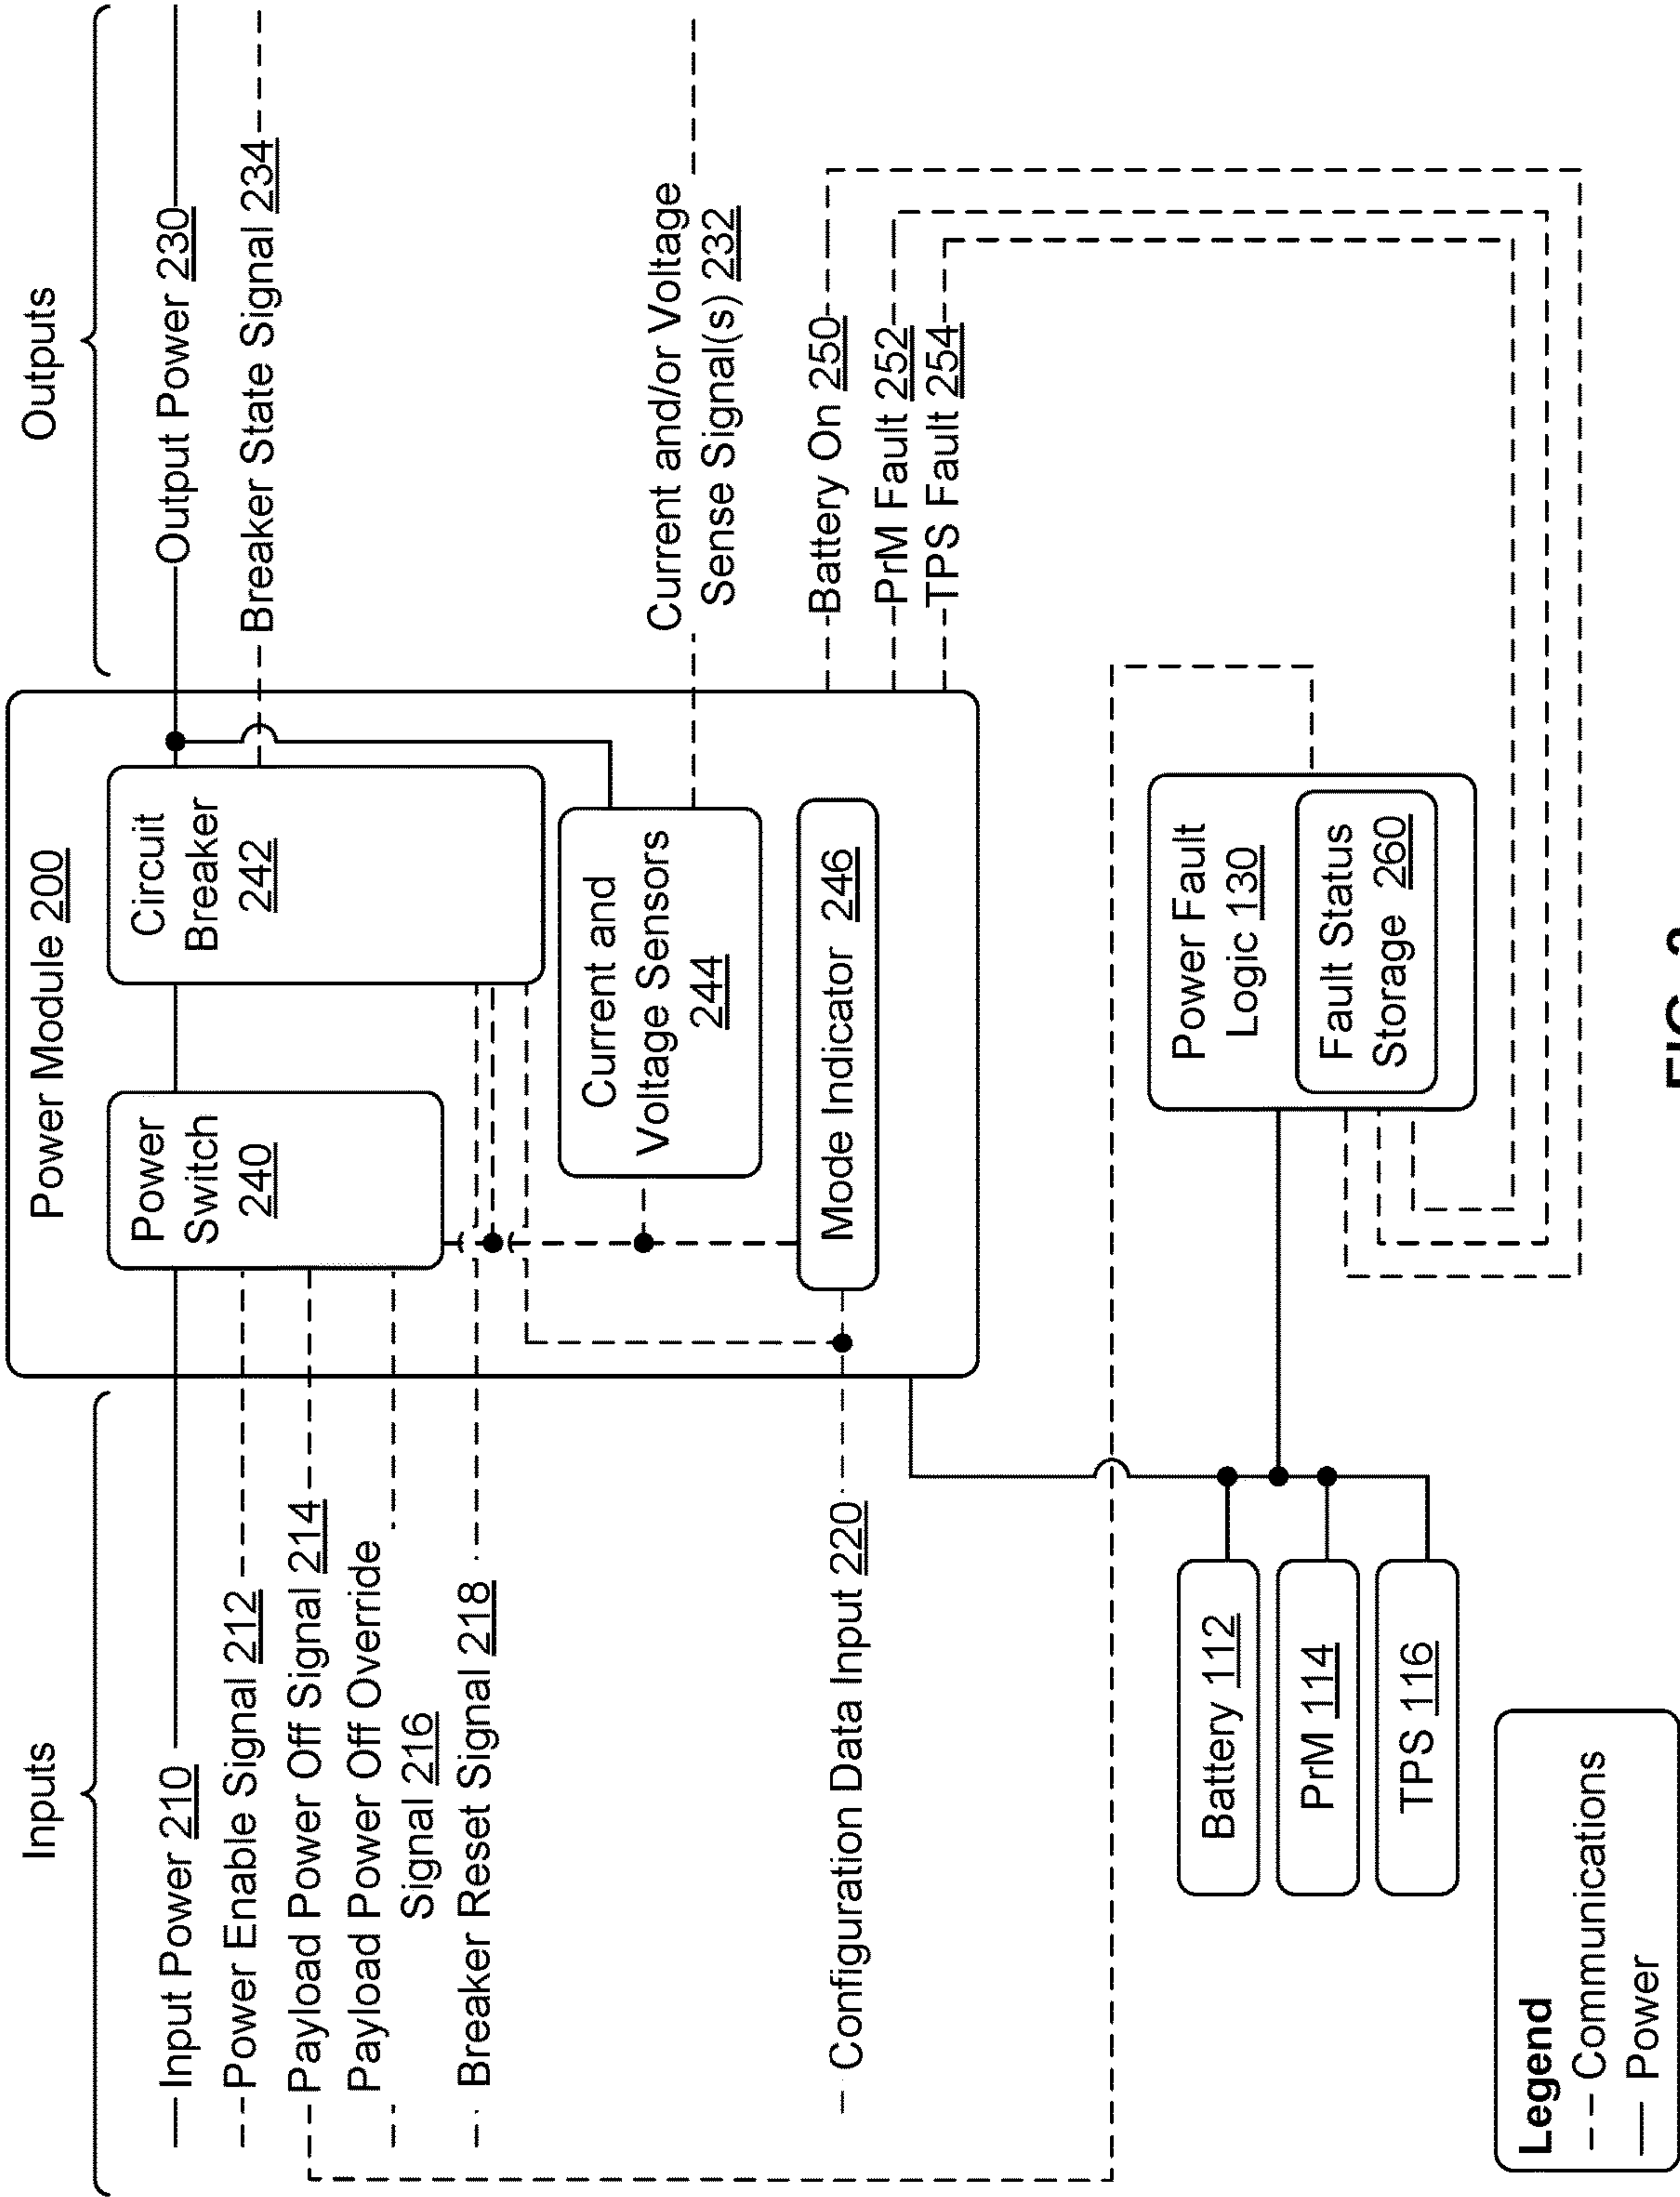 Inputs
Outputs
Input Power 210
Power Enable Signal 212
Payload Power Off Signal 214
Payload Power Off Override
Signal 216
Breaker Reset Signal 218
Configuration Data Input 220
Power Module 200
Power
Switch
240
Circuit
Breaker
242
Current and
Voltage Sensors
244
Mode Indicator 246
Output Power 230
Breaker State Signal 234
Current and/or Voltage
Sense Signal(s) 232
Battery On 250
PrM Fault 252
TPS Fault 254
Battery 112
PrM 114
TPS 116
Power Fault
Logic 130
Fault Status
Storage 260
Legend
Communications
Power